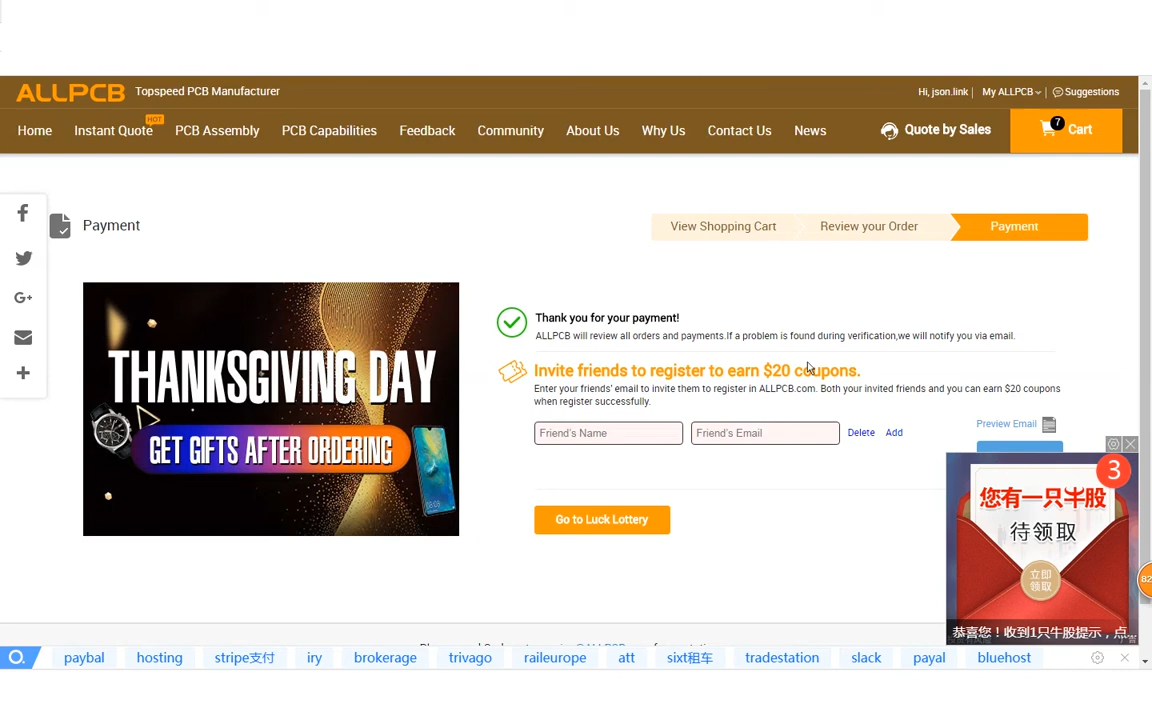 ALLPCB Topspeed PCB Manufacturer
Hi, json.link | My ALLPCB | Suggestions
Home Instant Quote HOT PCB Assembly PCB Capabilities Feedback Community About Us Why Us Contact Us News Quote by Sales 7 Cart
Payment
View Shopping Cart Review your Order Payment
THANKSGIVING DAY
GET GIFTS AFTER ORDERING
08:09
Thank you for your payment!
ALLPCB will review all orders and payments.If a problem is found during verification,we will notify you via email.
Invite friends to register to earn $20 coupons.
Enter your friends' email to invite them to register in ALLPCB.com. Both your invited friends and you can earn $20 coupons
when register successfully.
Friend's Name Friend's Email Delete Add
Preview Email
Go to Luck Lottery
3
您有一只半股
待领取
立即
领取
恭喜您！收到1只牛股提示，点...
82
paybal hosting stripe支付 iry brokerage trivago raileurope att sixt租车 tradestation slack payal bluehost